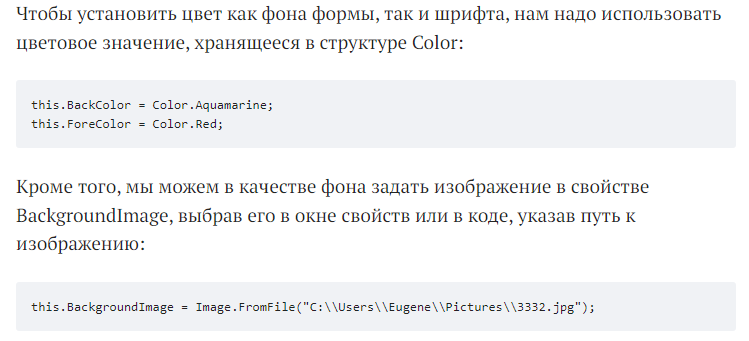 Чтобы установить цвет как фона формы, так и шрифта, нам надо использовать
цветовое значение, хранящееся в структуре Color:
this.BackColor = Color.Aquamarine;
this.ForeColor = Color.Red;
Кроме того, мы можем в качестве фона задать изображение в свойстве
BackgroundImage, выбрав его в окне свойств или в коде, указав путь к
изображению:
this.BackgroundImage = Image.FromFile("C:\\Users\\Eugene\\Pictures\\3332.jpg");